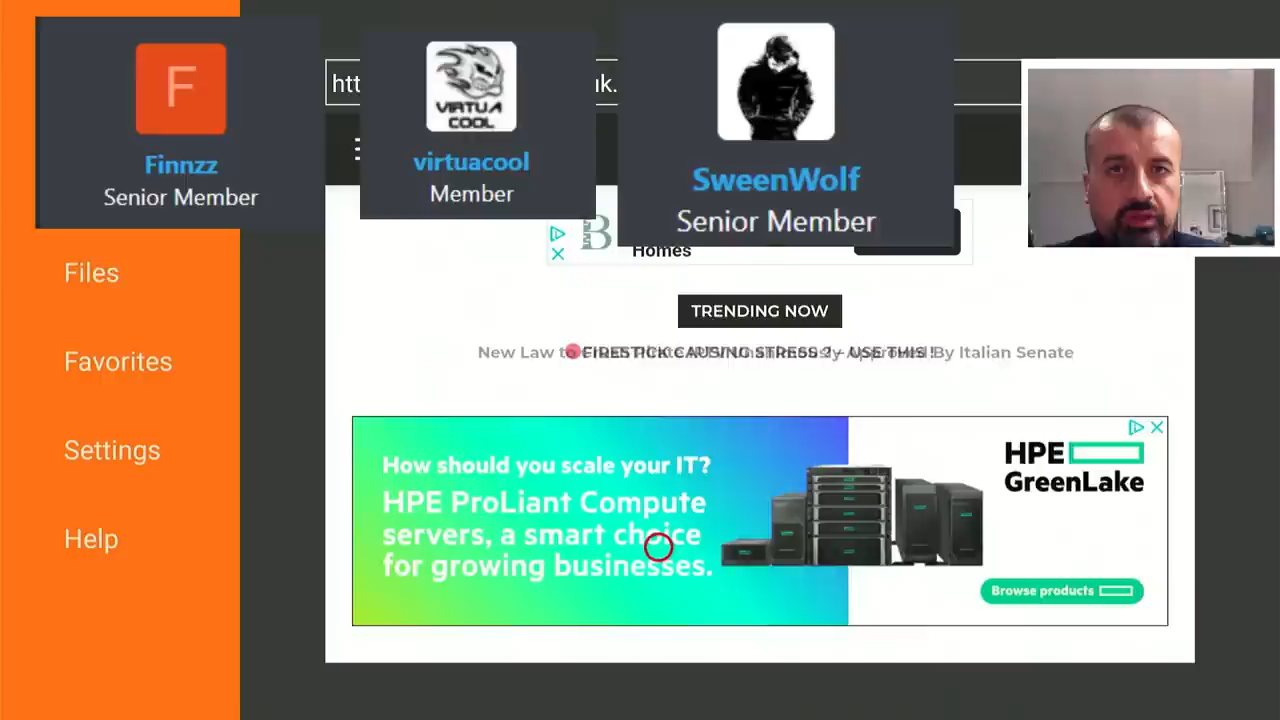 F
Finnzz
Senior Member
VIRTUA
COOL
virtuacool
Member
SweenWolf
Senior Member
htt
uk.
Files
Favorites
Settings
Help
B
Homes
TRENDING NOW
New Law to
By Italian Senate
FIRESTICK CAUSING STRESS ? – USE THIS !
How should you scale your IT?
HPE ProLiant Compute
servers, a smart choice
for growing businesses.
HPE
GreenLake
Browse products